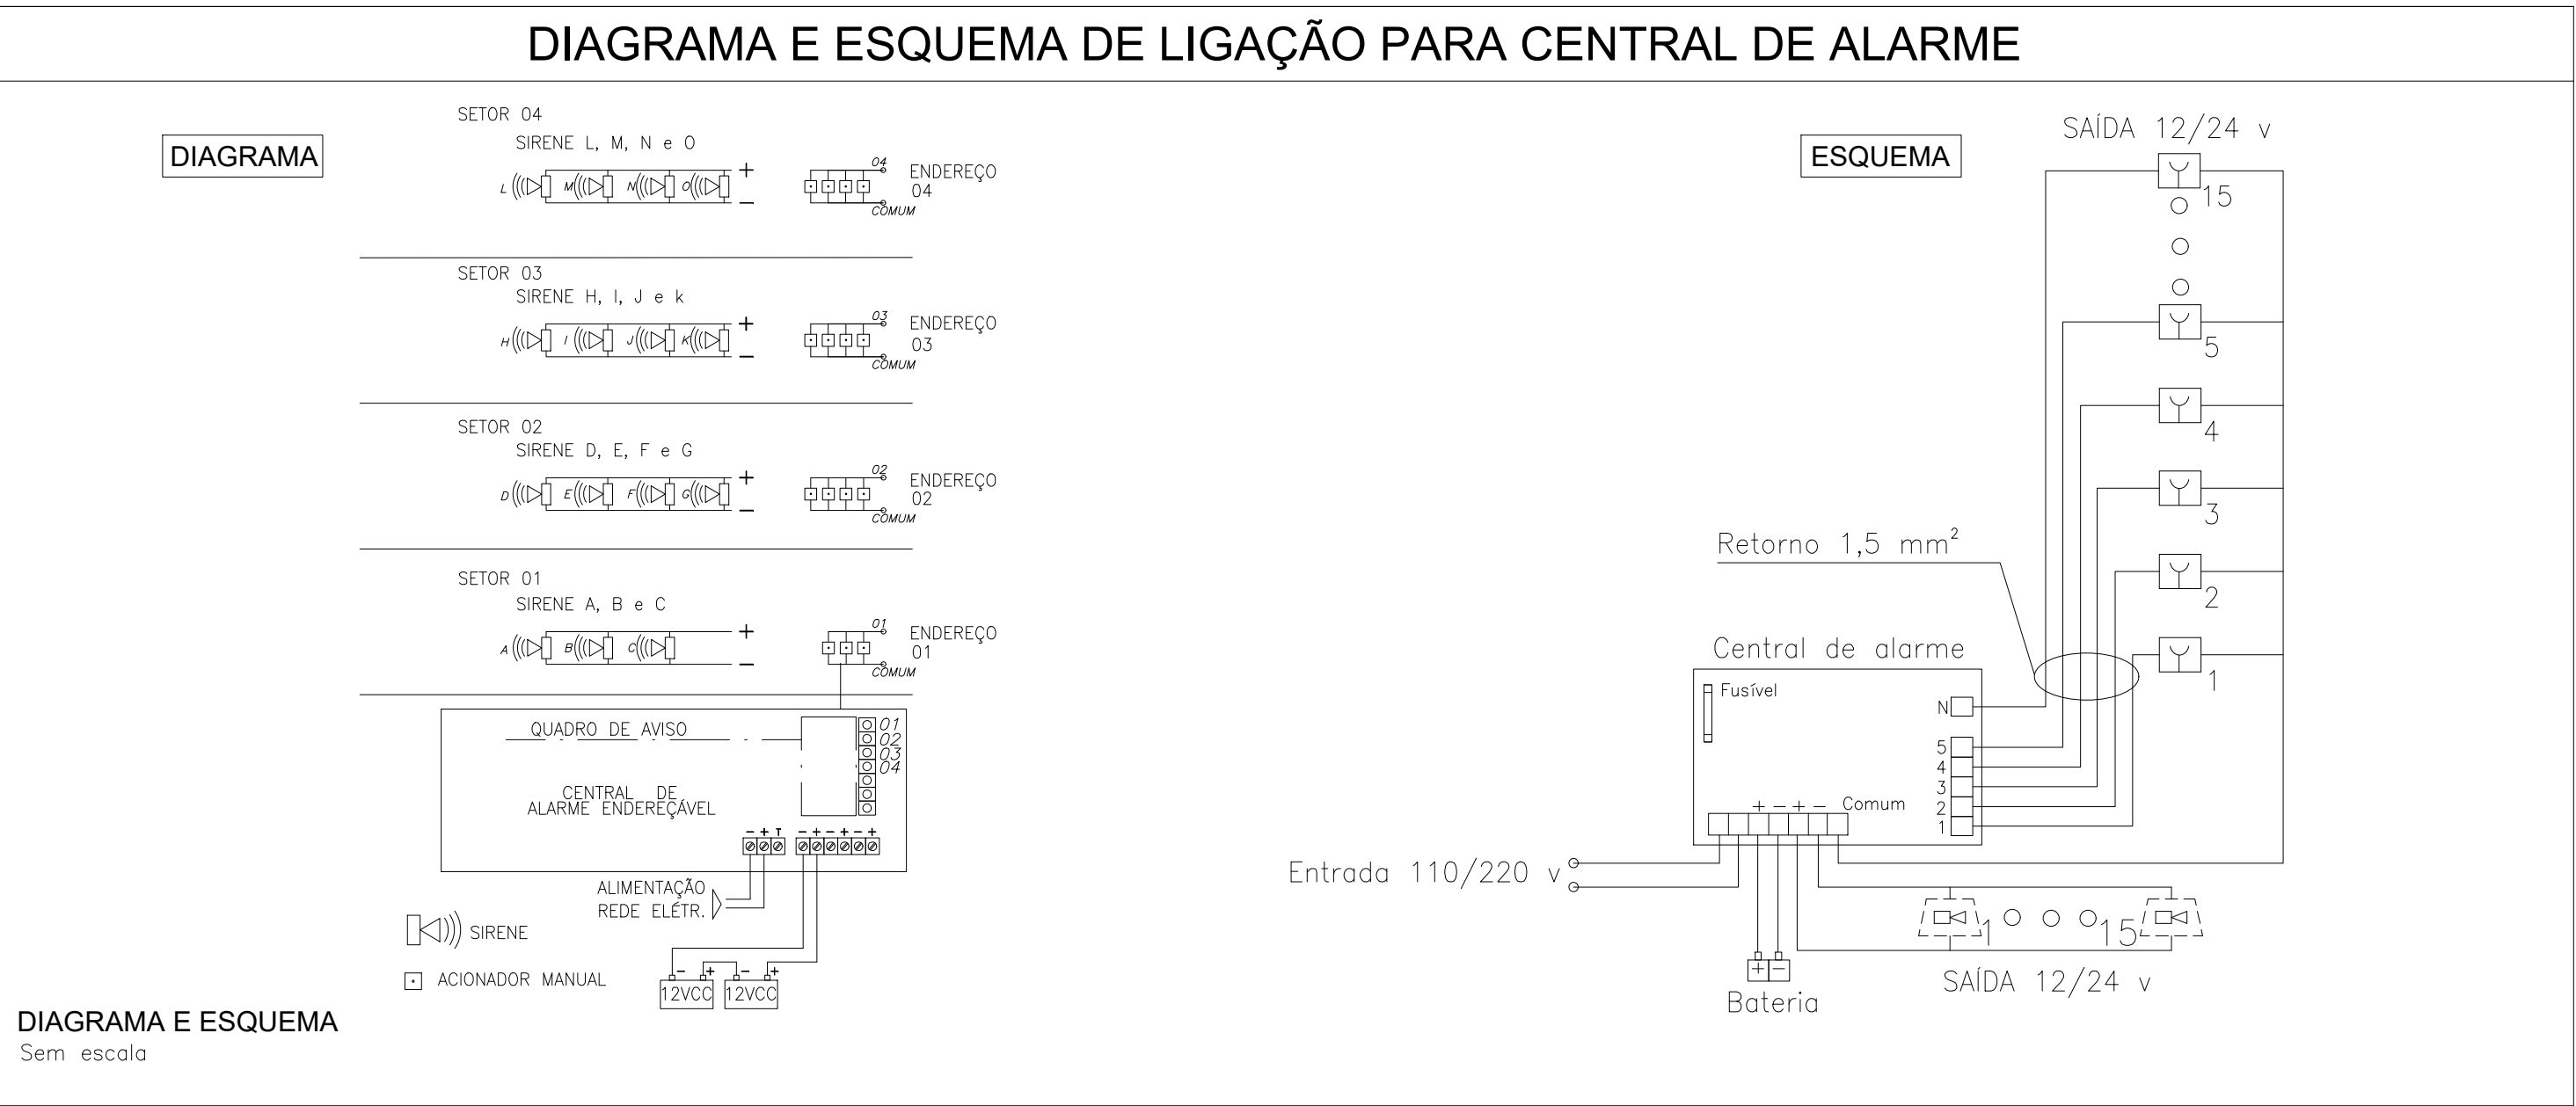 DIAGRAMA E ESQUEMA DE LIGAÇÃO PARA CENTRAL DE ALARME
DIAGRAMA
SETOR 04
SIRENE L, M, N e O
L M N O + −
04
COMUM
ENDEREÇO
04
SETOR 03
SIRENE H, I, J e k
H I J K + −
03
COMUM
ENDEREÇO
03
SETOR 02
SIRENE D, E, F e G
D E F G + −
02
COMUM
ENDEREÇO
02
SETOR 01
SIRENE A, B e C
A B C + −
01
COMUM
ENDEREÇO
01
QUADRO DE AVISO
01
02
03
04
CENTRAL DE
ALARME ENDEREÇÁVEL
− + T − + − + − +
ALIMENTAÇÃO
REDE ELÉTR.
SIRENE
ACIONADOR MANUAL
− + − +
12VCC 12VCC
DIAGRAMA E ESQUEMA
Sem escala
ESQUEMA
SAÍDA 12/24 v
15
5
4
3
2
1
Retorno 1,5 mm²
Central de alarme
Fusível
N
5
4
3
2
1
+ − + − Comum
Entrada 110/220 v
1 15
+ −
Bateria
SAÍDA 12/24 v